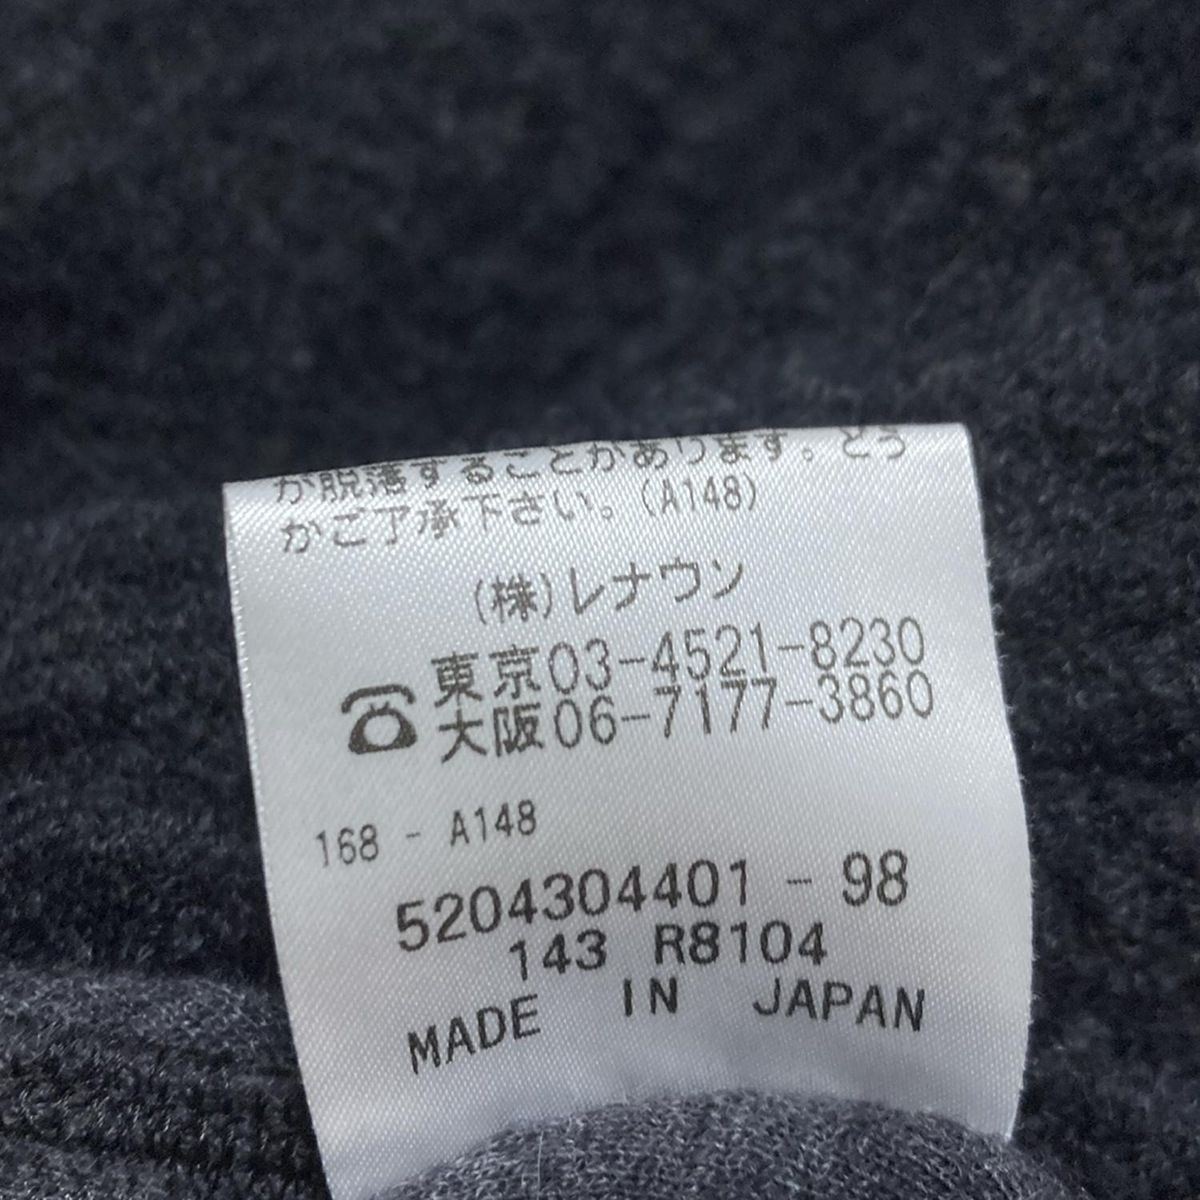 が脱落することがあります。どう
かご了承下さい。(A148)
(株)レナウン
東京03-4521-8230
大阪06-7177-3860
168 - A148
5204304401 - 98
143 R8104
MADE IN JAPAN